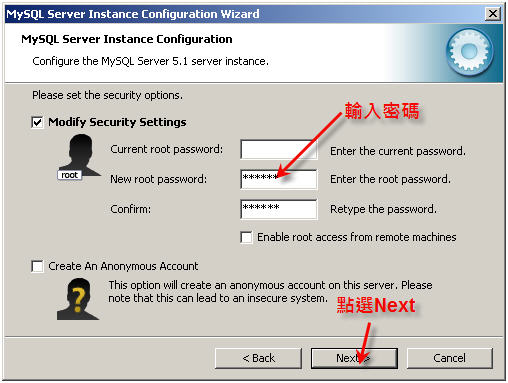 MySQL Server Instance Configuration Wizard
MySQL Server Instance Configuration
Configure the MySQL Server 5.1 server instance.
Please set the security options.
Modify Security Settings
輸入密碼
Current root password:
Enter the current password.
root
New root password:
******
Enter the root password.
Confirm:
******
Retype the password.
Enable root access from remote machines
Create An Anonymous Account
This option will create an anonymous account on this server. Please
note that this can lead to an insecure system.
點選Next
< Back
Next >
Cancel